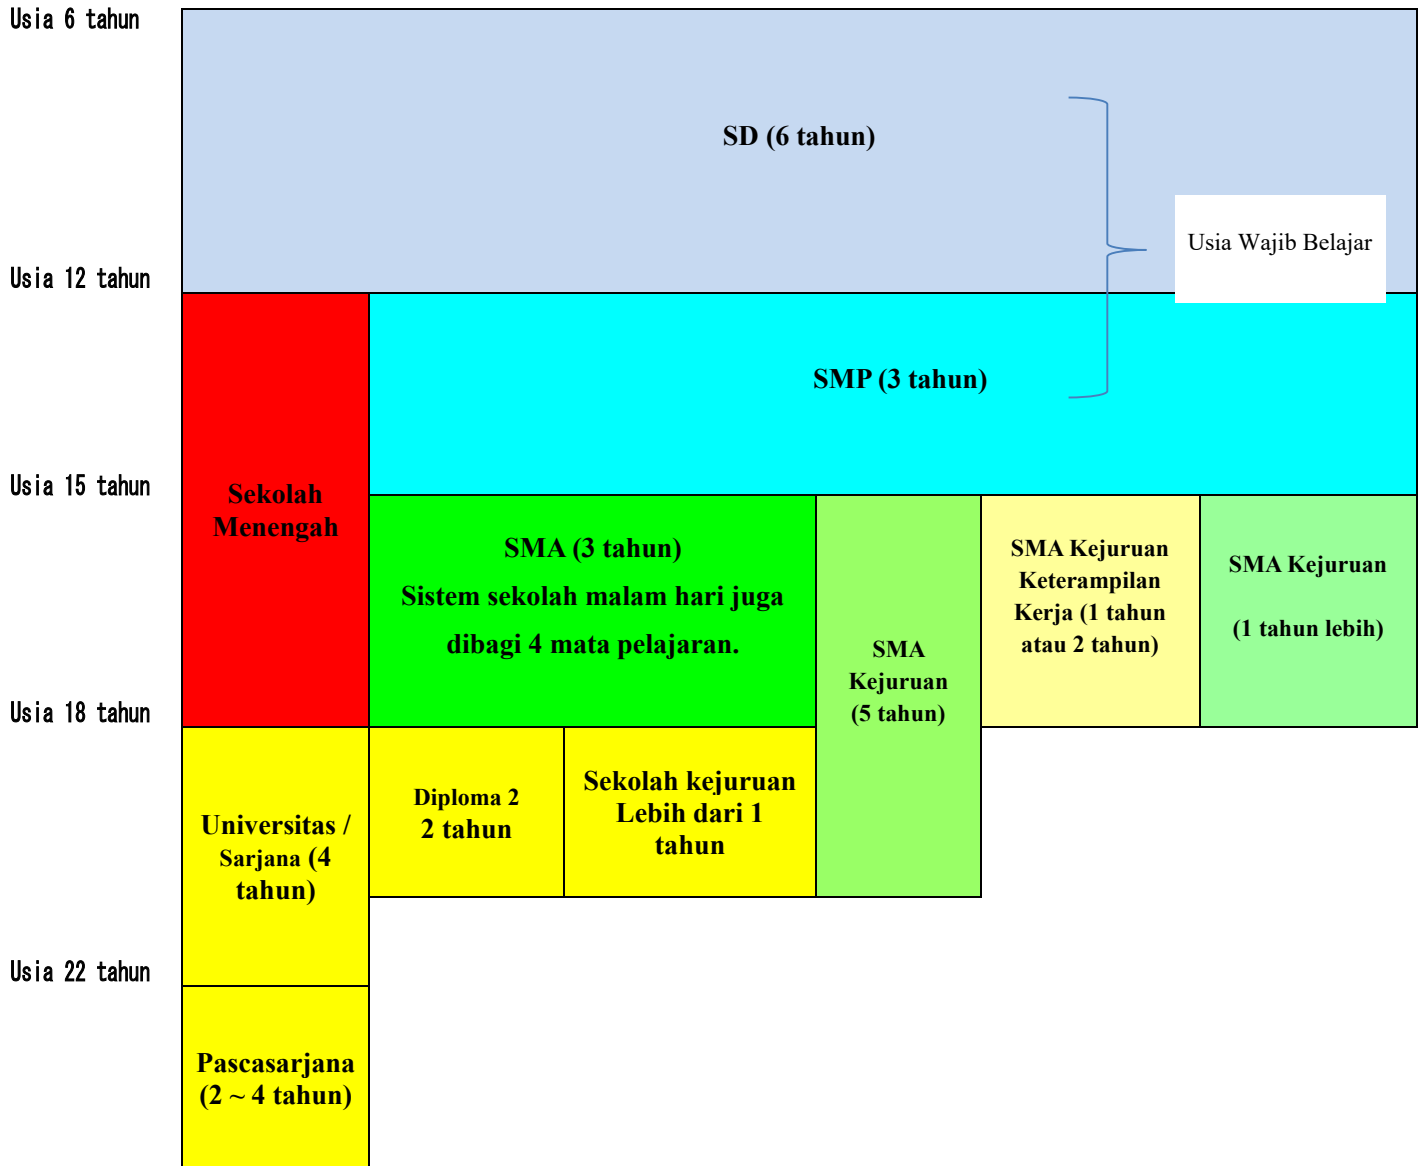 Usia 6 tahun
SD (6 tahun)
Usia Wajib Belajar
Usia 12 tahun
SMP (3 tahun)
Usia 15 tahun
Sekolah
Menengah
SMA (3 tahun)
Sistem sekolah malam hari juga
dibagi 4 mata pelajaran.
SMA
Kejuruan
(5 tahun)
SMA Kejuruan
Keterampilan
Kerja (1 tahun
atau 2 tahun)
SMA Kejuruan
(1 tahun lebih)
Usia 18 tahun
Universitas /
Sarjana (4
tahun)
Diploma 2
2 tahun
Sekolah kejuruan
Lebih dari 1
tahun
Usia 22 tahun
Pascasarjana
(2 ~ 4 tahun)